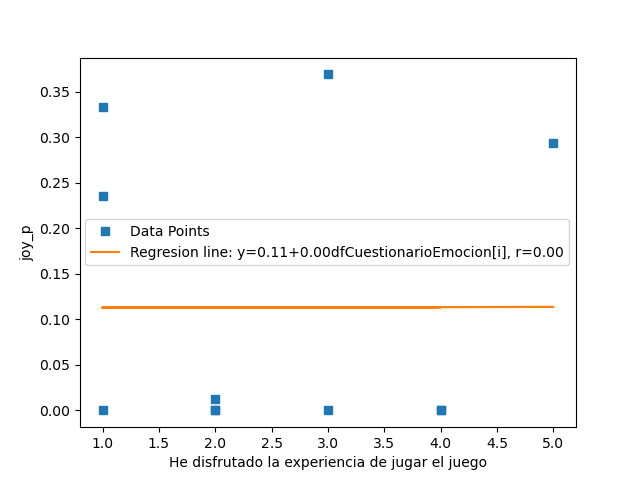 0.35
0.30
0.25
0.20
0.15
0.10
0.05
0.00
joy_p
Data Points
Regresion line: y=0.11+0.00dfCuestionarioEmocion[i], r=0.00
1.0 1.5 2.0 2.5 3.0 3.5 4.0 4.5 5.0
He disfrutado la experiencia de jugar el juego